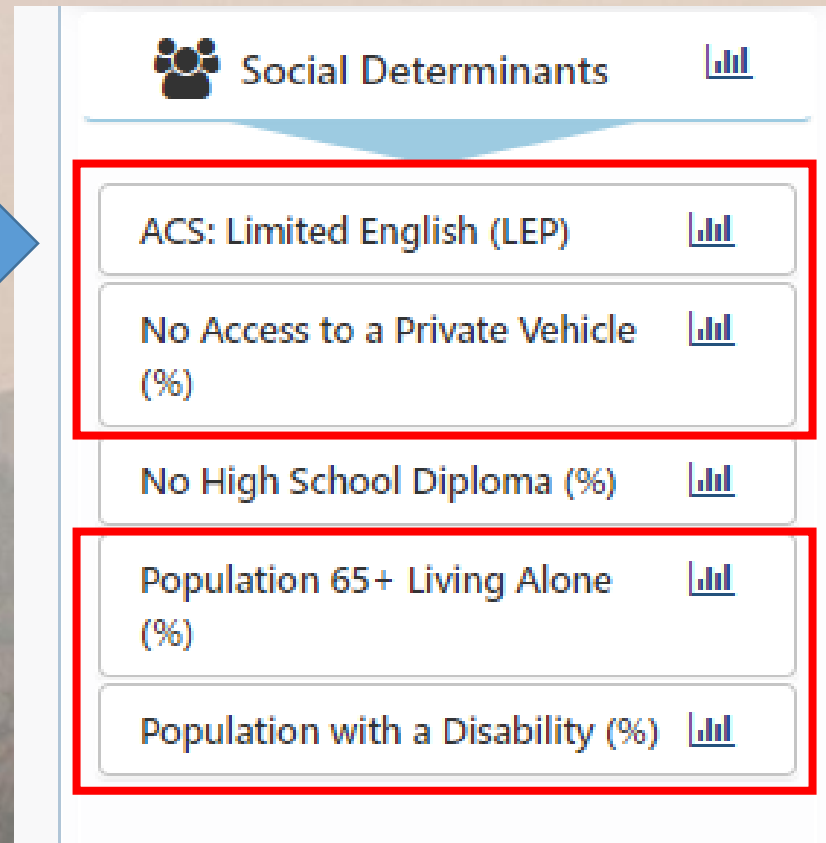 Social Determinants
ACS: Limited English (LEP)
No Access to a Private Vehicle
(%)
No High School Diploma (%)
Population 65+ Living Alone
(%)
Population with a Disability (%)